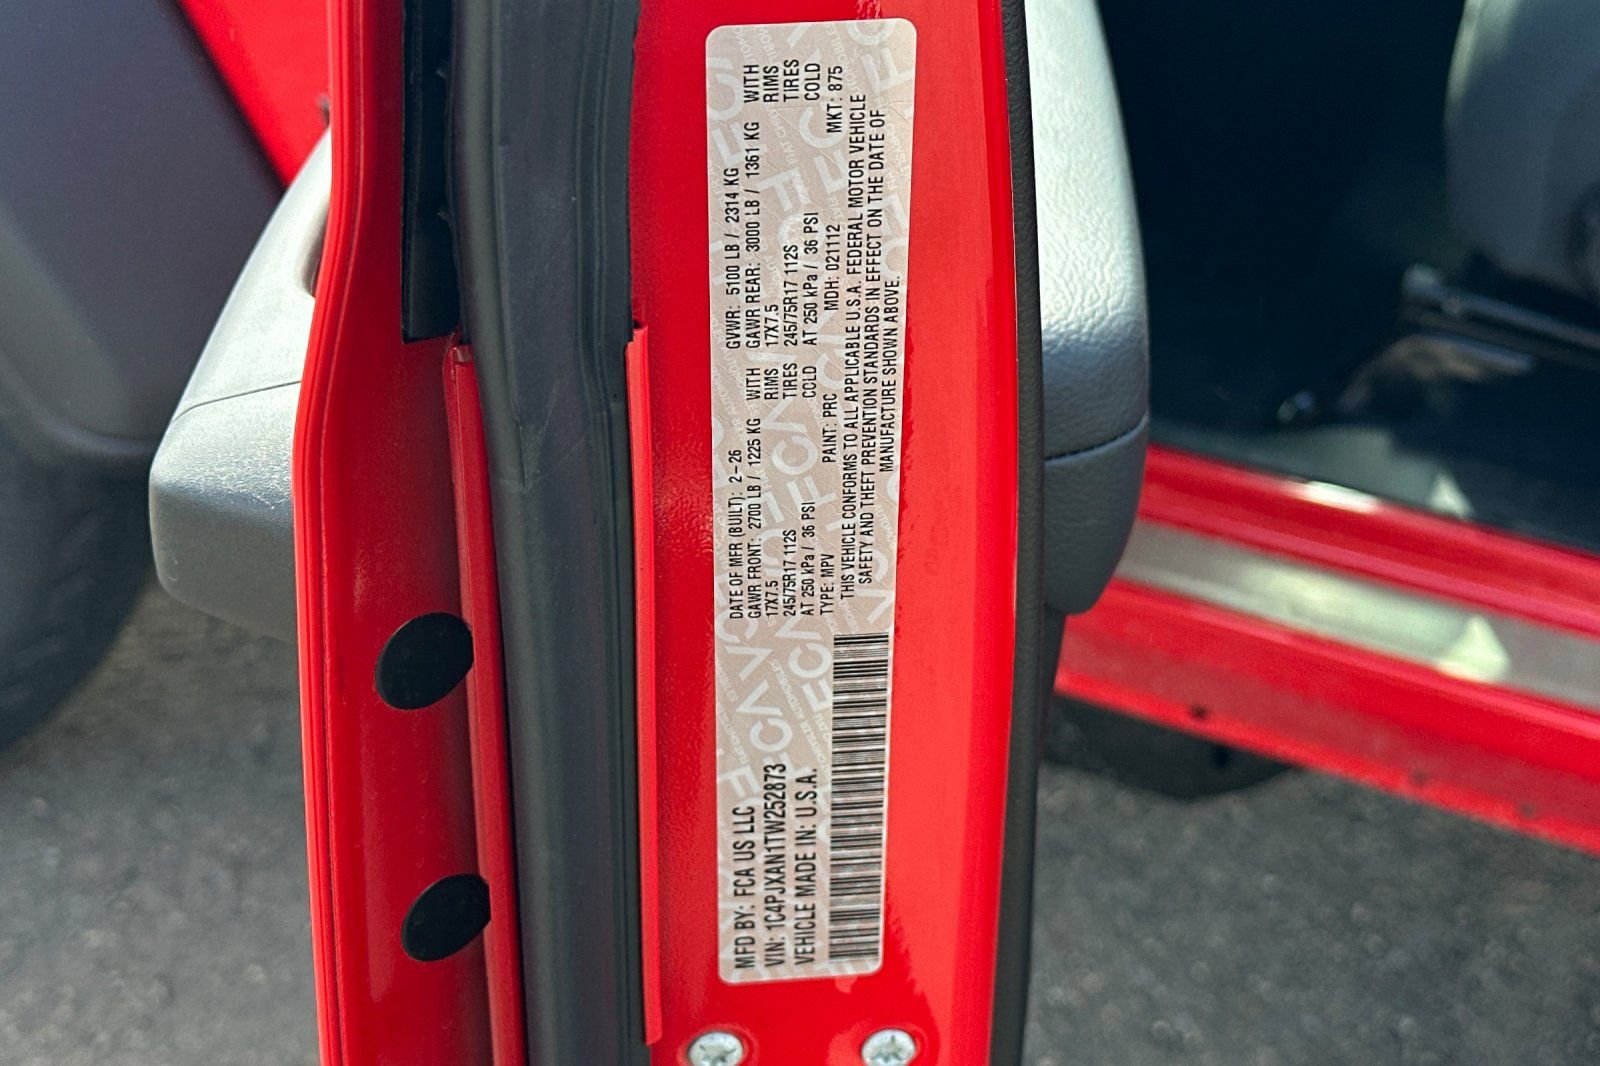 MFD BY: FCA US LLC
VIN: 1C4PJXAN1TW252873
VEHICLE MADE IN: U.S.A.
DATE OF MFR (BUILT): 2-26 GVWR: 5100 LB / 2314 KG
GAWR FRONT: 2700 LB / 1225 KG WITH GAWR REAR: 3000 LB / 1361 KG WITH
17X7.5 RIMS 17X7.5 RIMS
245/75R17 112S TIRES 245/75R17 112S TIRES
AT 250 kPa / 36 PSI COLD AT 250 kPa / 36 PSI COLD
TYPE: MPV PAINT: PRC MDH: 021112 MKT: 875
THIS VEHICLE CONFORMS TO ALL APPLICABLE U.S.A. FEDERAL MOTOR VEHICLE
SAFETY AND THEFT PREVENTION STANDARDS IN EFFECT ON THE DATE OF
MANUFACTURE SHOWN ABOVE.